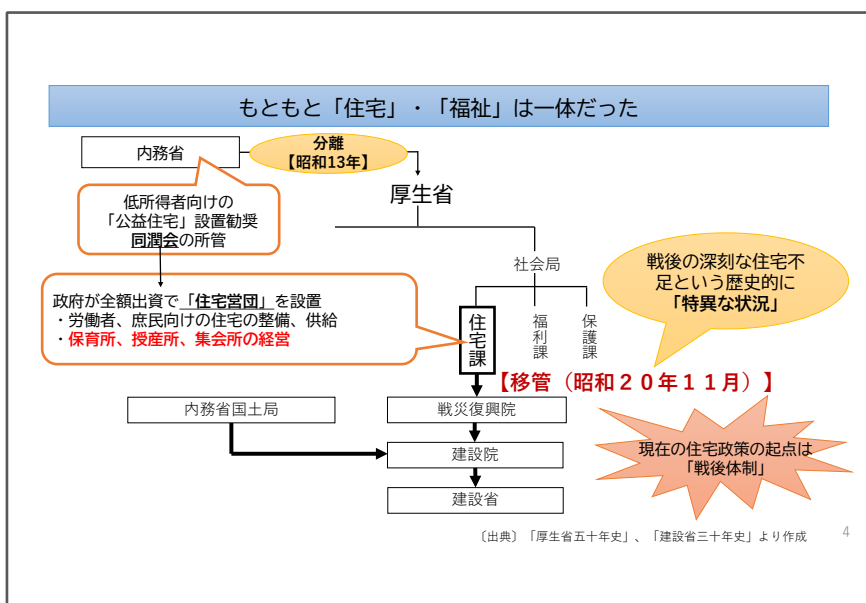 もともと「住宅」・「福祉」は一体だった
内務省
分離
【昭和13年】
厚生省
低所得者向けの
「公益住宅」設置勧奨
同潤会の所管
社会局
戦後の深刻な住宅不
足という歴史的に
「特異な状況」
政府が全額出資で「住宅営団」を設置
・労働者、庶民向けの住宅の整備、供給
・保育所、授産所、集会所の経営
住宅課
福利課
保護課
【移管（昭和２０年１１月）】
内務省国土局
戦災復興院
建設院
建設省
現在の住宅政策の起点は
「戦後体制」
〔出典〕「厚生省五十年史」、「建設省三十年史」より作成
4